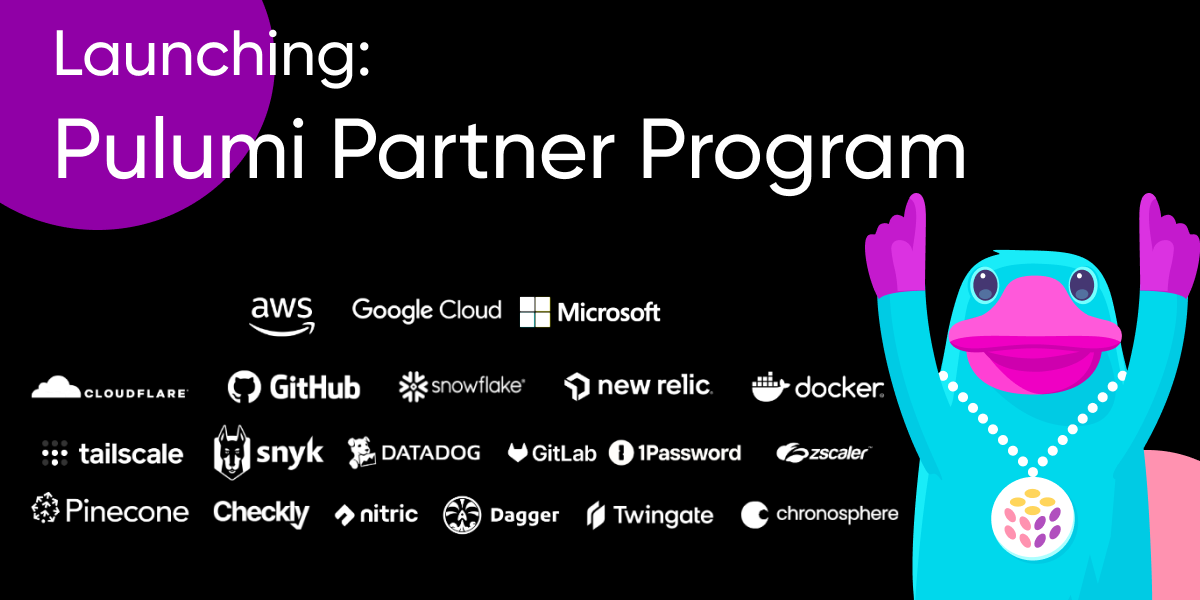 Launching:
Pulumi Partner Program
aws Google Cloud Microsoft
CLOUDFLARE GitHub snowflake new relic docker
tailscale snyk DATADOG GitLab 1Password zscaler
Pinecone Checkly nitric Dagger Twingate chronosphere